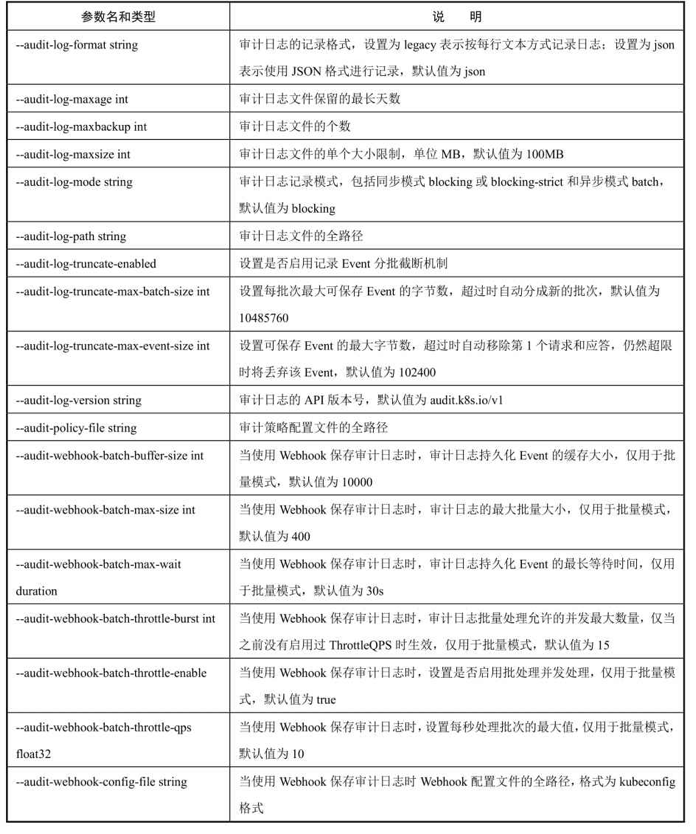 参数名和类型 说 明
--audit-log-format string 审计日志的记录格式，设置为 legacy 表示按每行文本方式记录日志；设置为 json
表示使用 JSON 格式进行记录，默认值为 json
--audit-log-maxage int 审计日志文件保留的最长天数
--audit-log-maxbackup int 审计日志文件的个数
--audit-log-maxsize int 审计日志文件的单个大小限制，单位 MB，默认值为 100MB
--audit-log-mode string 审计日志记录模式，包括同步模式 blocking 或 blocking-strict 和异步模式 batch，
默认值为 blocking
--audit-log-path string 审计日志文件的全路径
--audit-log-truncate-enabled 设置是否启用记录 Event 分批截断机制
--audit-log-truncate-max-batch-size int 设置每批次最大可保存 Event 的字节数，超过时自动分成新的批次，默认值为
10485760
--audit-log-truncate-max-event-size int 设置可保存 Event 的最大字节数，超过时自动移除第 1 个请求和应答，仍然超限
时将丢弃该 Event，默认值为 102400
--audit-log-version string 审计日志的 API 版本号，默认值为 audit.k8s.io/v1
--audit-policy-file string 审计策略配置文件的全路径
--audit-webhook-batch-buffer-size int 当使用 Webhook 保存审计日志时，审计日志持久化 Event 的缓存大小，仅用于批
量模式，默认值为 10000
--audit-webhook-batch-max-size int 当使用 Webhook 保存审计日志时，审计日志的最大批量大小，仅用于批量模式，
默认值为 400
--audit-webhook-batch-max-wait 当使用 Webhook 保存审计日志时，审计日志持久化 Event 的最长等待时间，仅用
duration 于批量模式，默认值为 30s
--audit-webhook-batch-throttle-burst int 当使用 Webhook 保存审计日志时，审计日志批量处理允许的并发最大数量，仅当
之前没有启用过 ThrottleQPS 时生效，仅用于批量模式，默认值为 15
--audit-webhook-batch-throttle-enable 当使用 Webhook 保存审计日志时，设置是否启用批处理并发处理，仅用于批量模
式，默认值为 true
--audit-webhook-batch-throttle-qps 当使用 Webhook 保存审计日志时，设置每秒处理批次的最大值，仅用于批量模式，
float32 默认值为 10
--audit-webhook-config-file string 当使用 Webhook 保存审计日志时 Webhook 配置文件的全路径，格式为 kubeconfig
格式